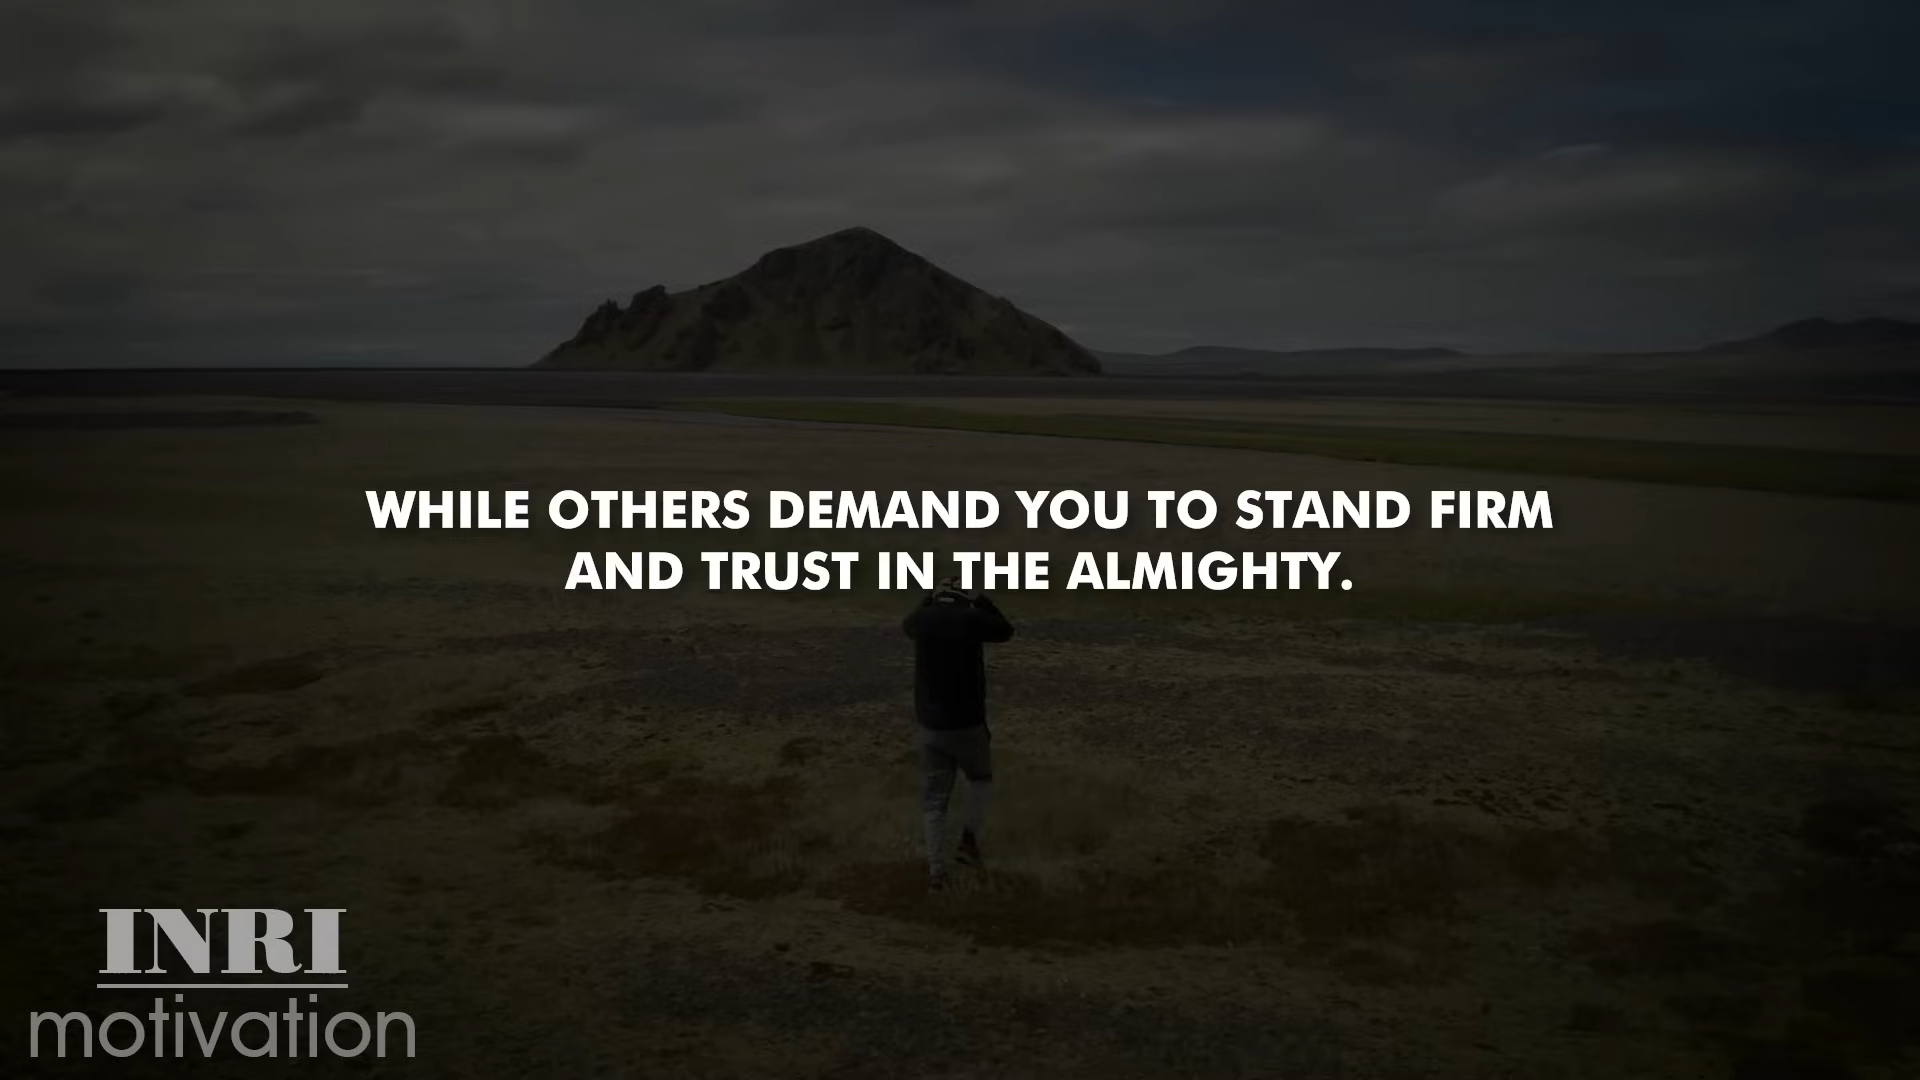 WHILE OTHERS DEMAND YOU TO STAND FIRM
AND TRUST IN THE ALMIGHTY.
INRI
motivation